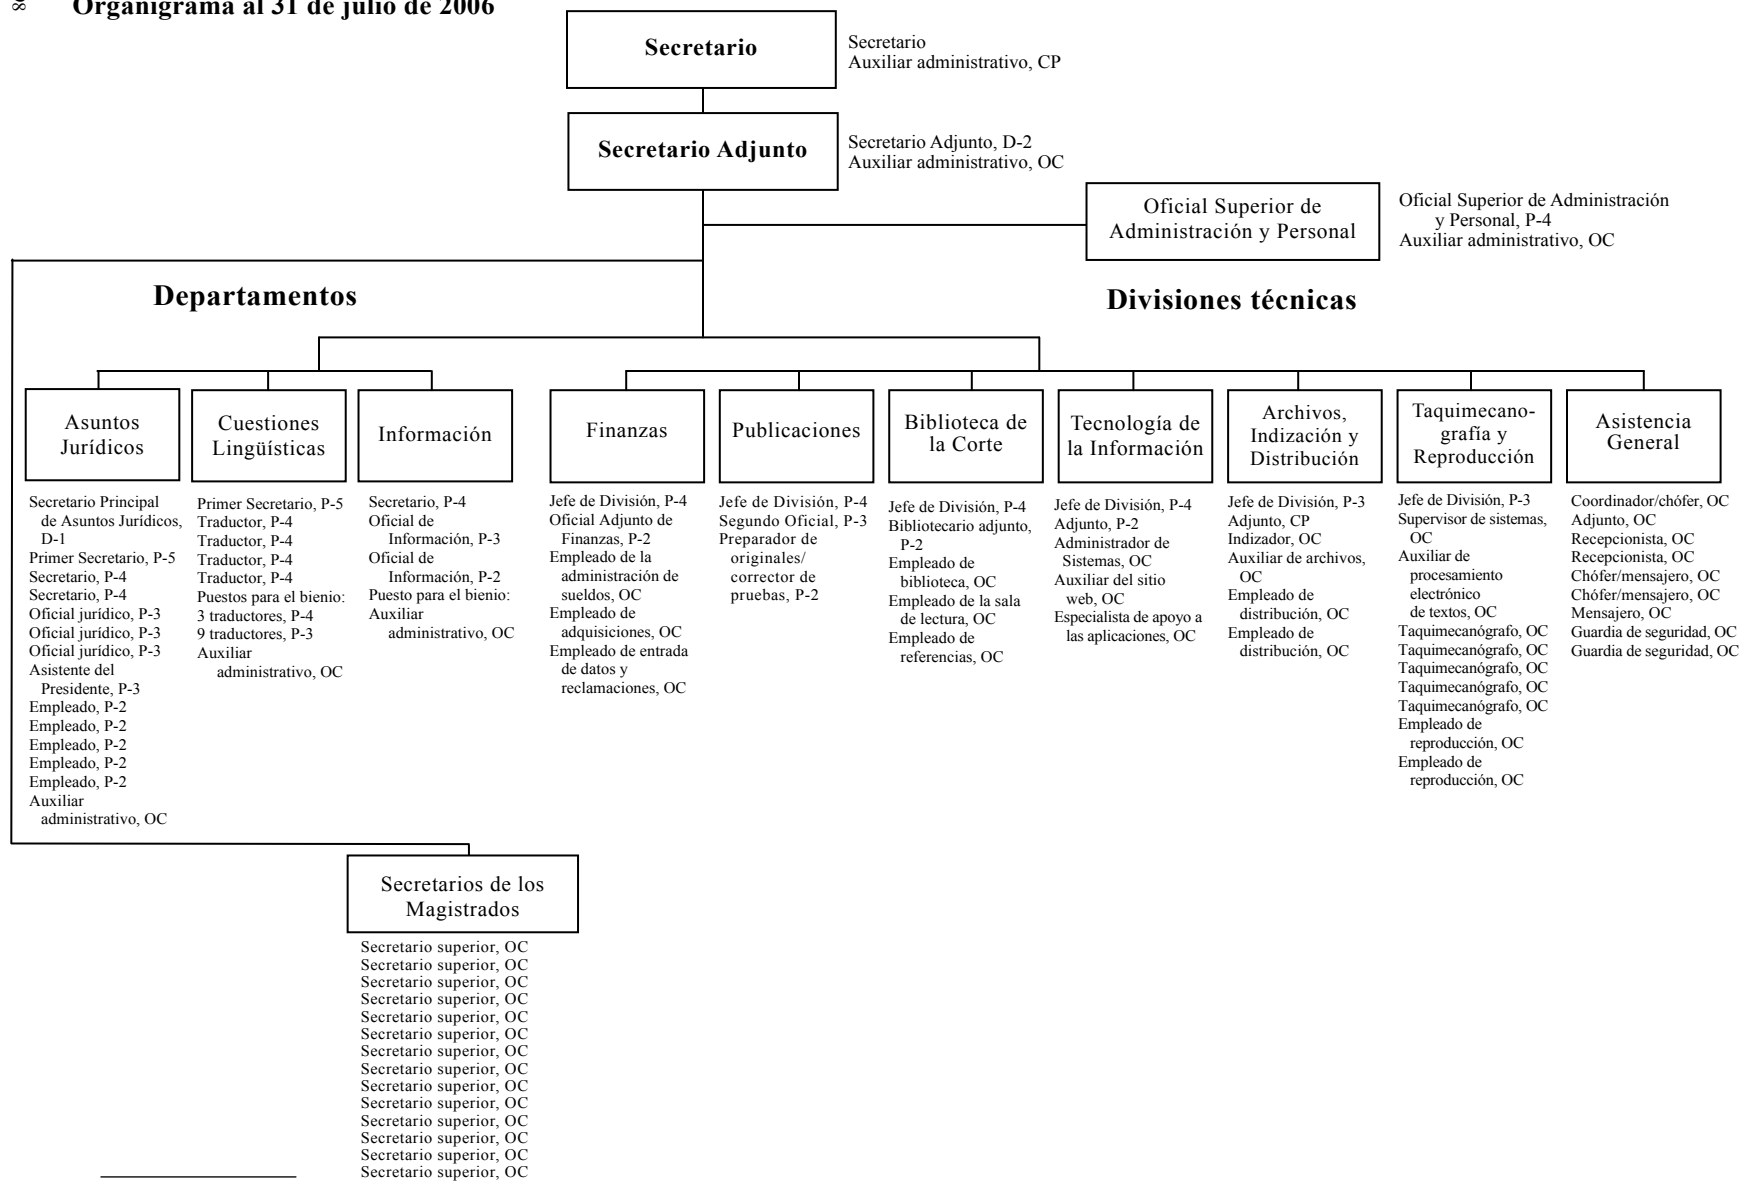 8
Organigrama al 31 de julio de 2006
Secretario
Secretario
Auxiliar administrativo, CP
Secretario Adjunto
Secretario Adjunto, D-2
Auxiliar administrativo, OC
Oficial Superior de
Administración y Personal
Oficial Superior de Administración
y Personal, P-4
Auxiliar administrativo, OC
Departamentos
Divisiones técnicas
Asuntos
Jurídicos
Secretario Principal
de Asuntos Jurídicos,
D-1
Primer Secretario, P-5
Secretario, P-4
Secretario, P-4
Oficial jurídico, P-3
Oficial jurídico, P-3
Oficial jurídico, P-3
Asistente del
Presidente, P-3
Empleado, P-2
Empleado, P-2
Empleado, P-2
Empleado, P-2
Empleado, P-2
Auxiliar
administrativo, OC
Cuestiones
Lingüísticas
Primer Secretario, P-5
Traductor, P-4
Traductor, P-4
Traductor, P-4
Traductor, P-4
Puestos para el bienio:
3 traductores, P-4
9 traductores, P-3
Auxiliar
administrativo, OC
Información
Secretario, P-4
Oficial de
Información, P-3
Oficial de
Información, P-2
Puesto para el bienio:
Auxiliar
administrativo, OC
Finanzas
Jefe de División, P-4
Oficial Adjunto de
Finanzas, P-2
Empleado de la
administración de
sueldos, OC
Empleado de
adquisiciones, OC
Empleado de entrada
de datos y
reclamaciones, OC
Publicaciones
Jefe de División, P-4
Segundo Oficial, P-3
Preparador de
originales/
corrector de
pruebas, P-2
Biblioteca de
la Corte
Jefe de División, P-4
Bibliotecario adjunto,
P-2
Empleado de
biblioteca, OC
Empleado de la sala
de lectura, OC
Empleado de
referencias, OC
Tecnología de
la Información
Jefe de División, P-4
Adjunto, P-2
Administrador de
Sistemas, OC
Auxiliar del sitio
web, OC
Especialista de apoyo a
las aplicaciones, OC
Archivos,
Indización y
Distribución
Jefe de División, P-3
Adjunto, CP
Indizador, OC
Auxiliar de archivos,
OC
Empleado de
distribución, OC
Empleado de
distribución, OC
Taquimecano-
grafía y
Reproducción
Jefe de División, P-3
Supervisor de sistemas,
OC
Auxiliar de
procesamiento
electrónico
de textos, OC
Taquimecanógrafo, OC
Taquimecanógrafo, OC
Taquimecanógrafo, OC
Taquimecanógrafo, OC
Taquimecanógrafo, OC
Empleado de
reproducción, OC
Empleado de
reproducción, OC
Asistencia
General
Coordinador/chófer, OC
Adjunto, OC
Recepcionista, OC
Recepcionista, OC
Chófer/mensajero, OC
Chófer/mensajero, OC
Mensajero, OC
Guardia de seguridad, OC
Guardia de seguridad, OC
Secretarios de los
Magistrados
Secretario superior, OC
Secretario superior, OC
Secretario superior, OC
Secretario superior, OC
Secretario superior, OC
Secretario superior, OC
Secretario superior, OC
Secretario superior, OC
Secretario superior, OC
Secretario superior, OC
Secretario superior, OC
Secretario superior, OC
Secretario superior, OC
Secretario superior, OC